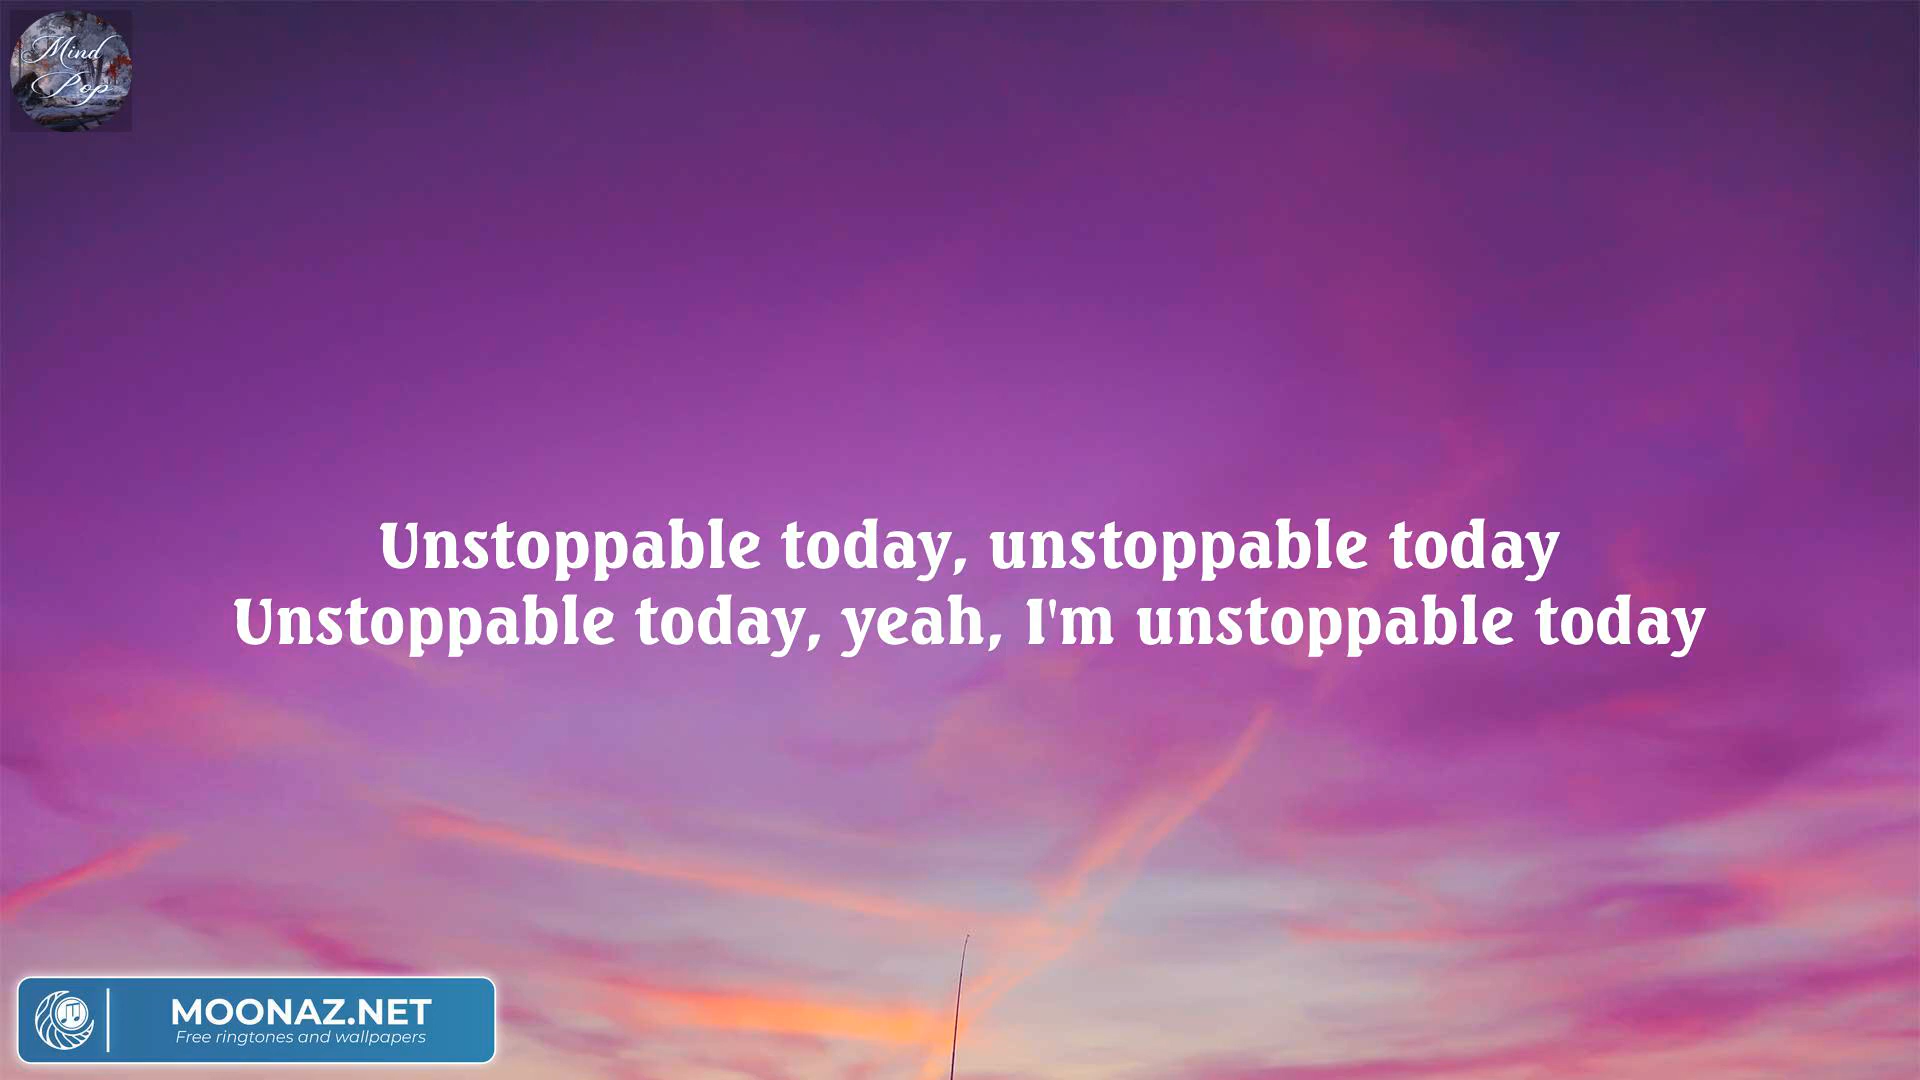 Mind
Pop
Unstoppable today, unstoppable today
Unstoppable today, yeah, I'm unstoppable today
MOONAZ.NET
Free ringtones and wallpapers